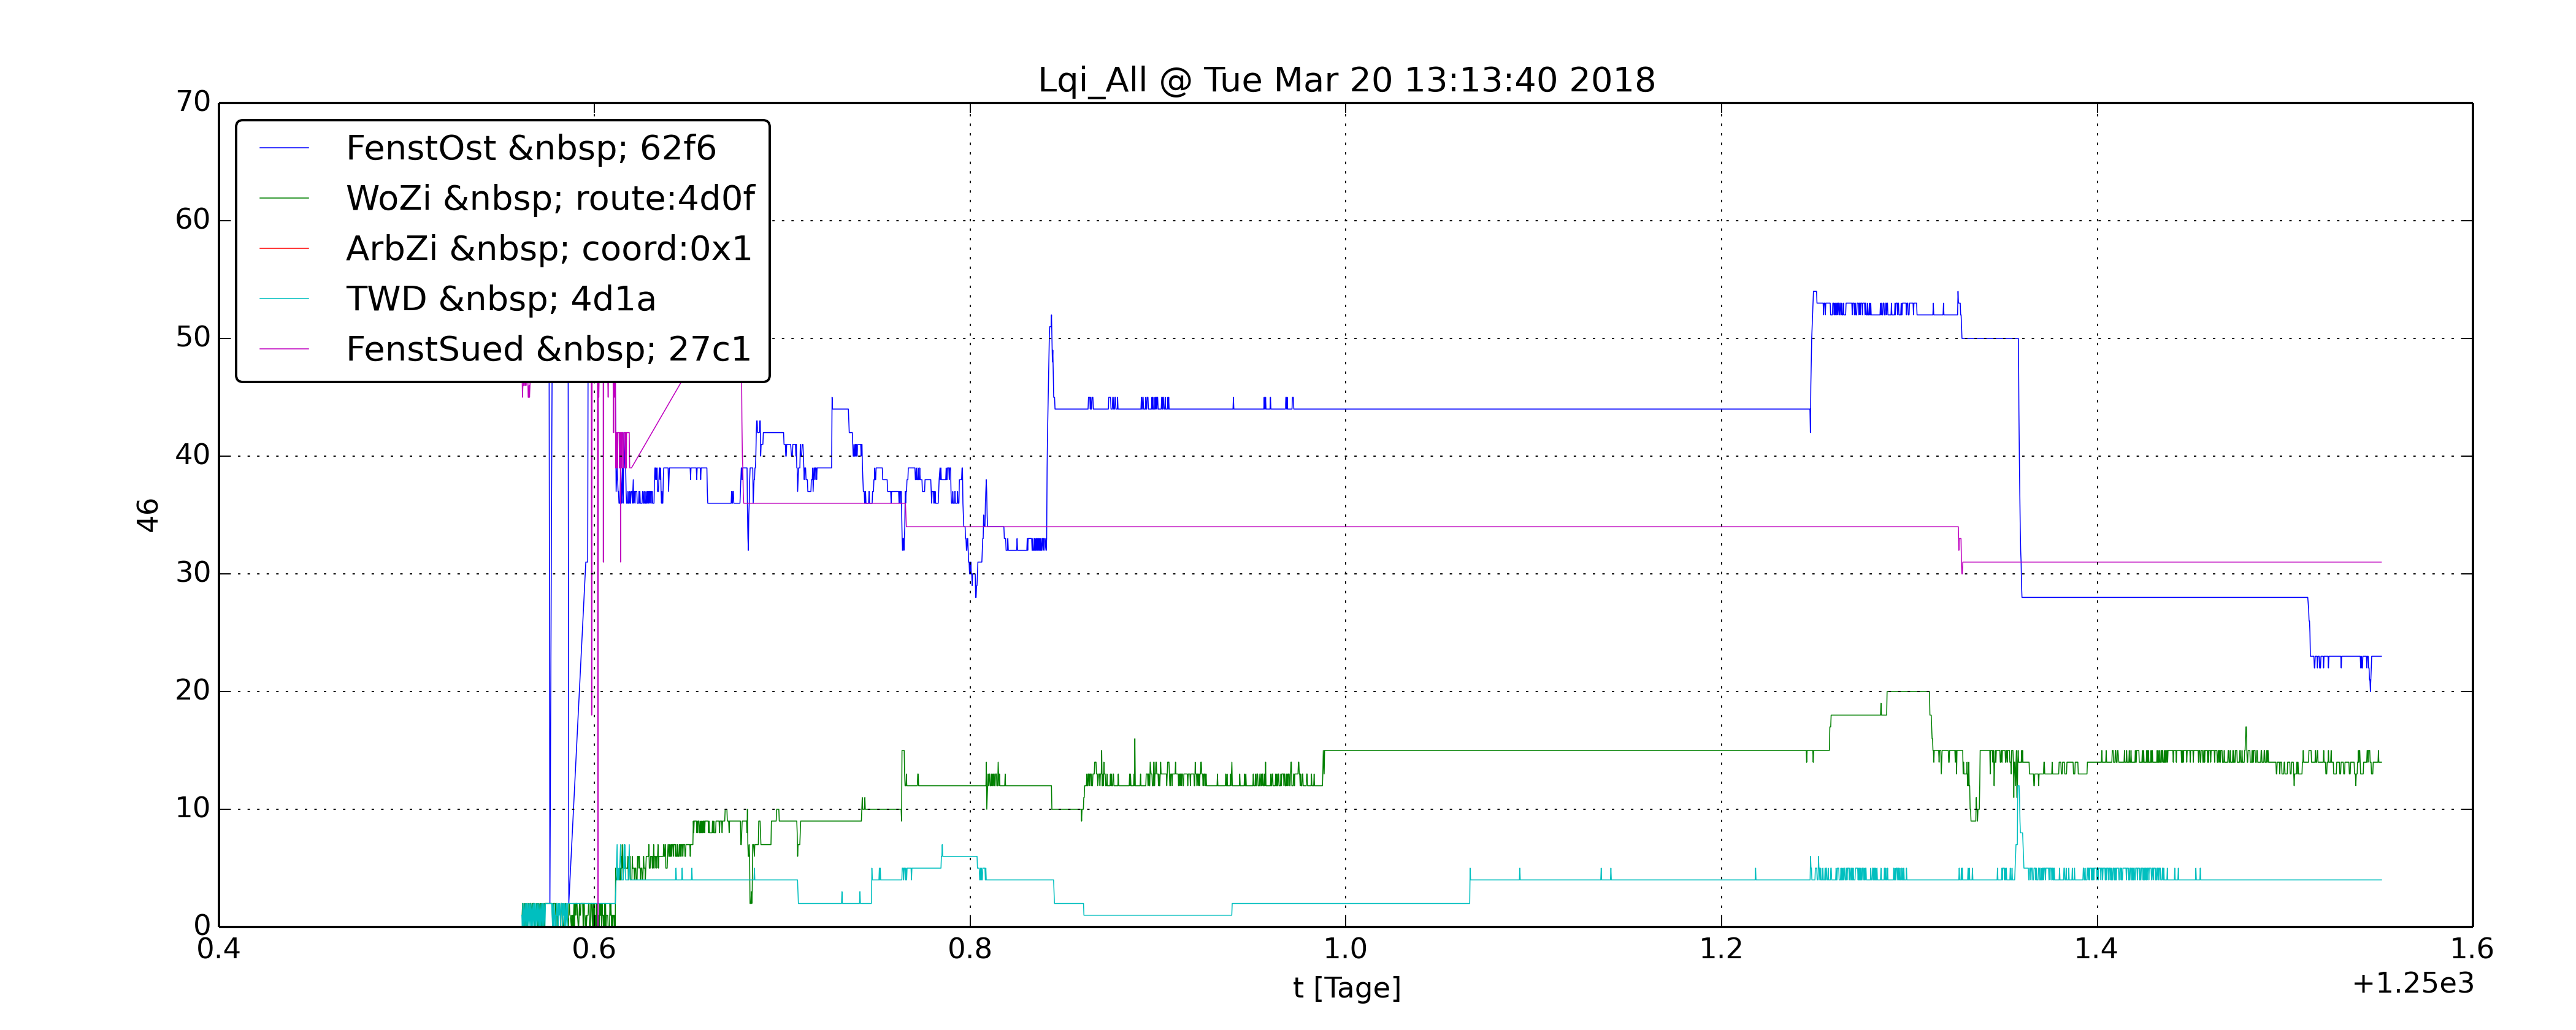 Lqi_All @ Tue Mar 20 13:13:40 2018
70
60
50
40
30
20
10
0
46
FenstOst &nbsp; 62f6
WoZi &nbsp; route:4d0f
ArbZi &nbsp; coord:0x1
TWD &nbsp; 4d1a
FenstSued &nbsp; 27c1
0.4 0.6 0.8 1.0 1.2 1.4 1.6
t [Tage]
+1.25e3